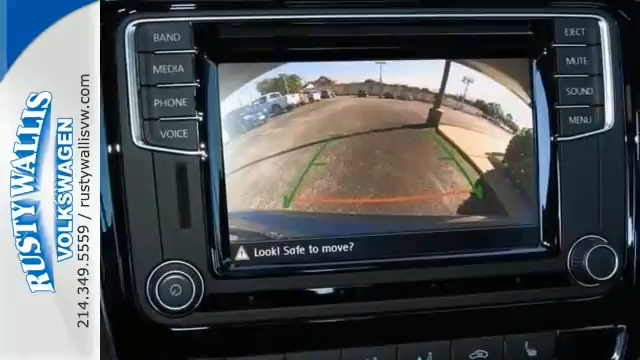 RUSTY WALLIS
VOLKSWAGEN
214.349.5559 / rustywallisvw.com
BAND
MEDIA
PHONE
VOICE
EJECT
MUTE
SOUND
MENU
Look! Safe to move?